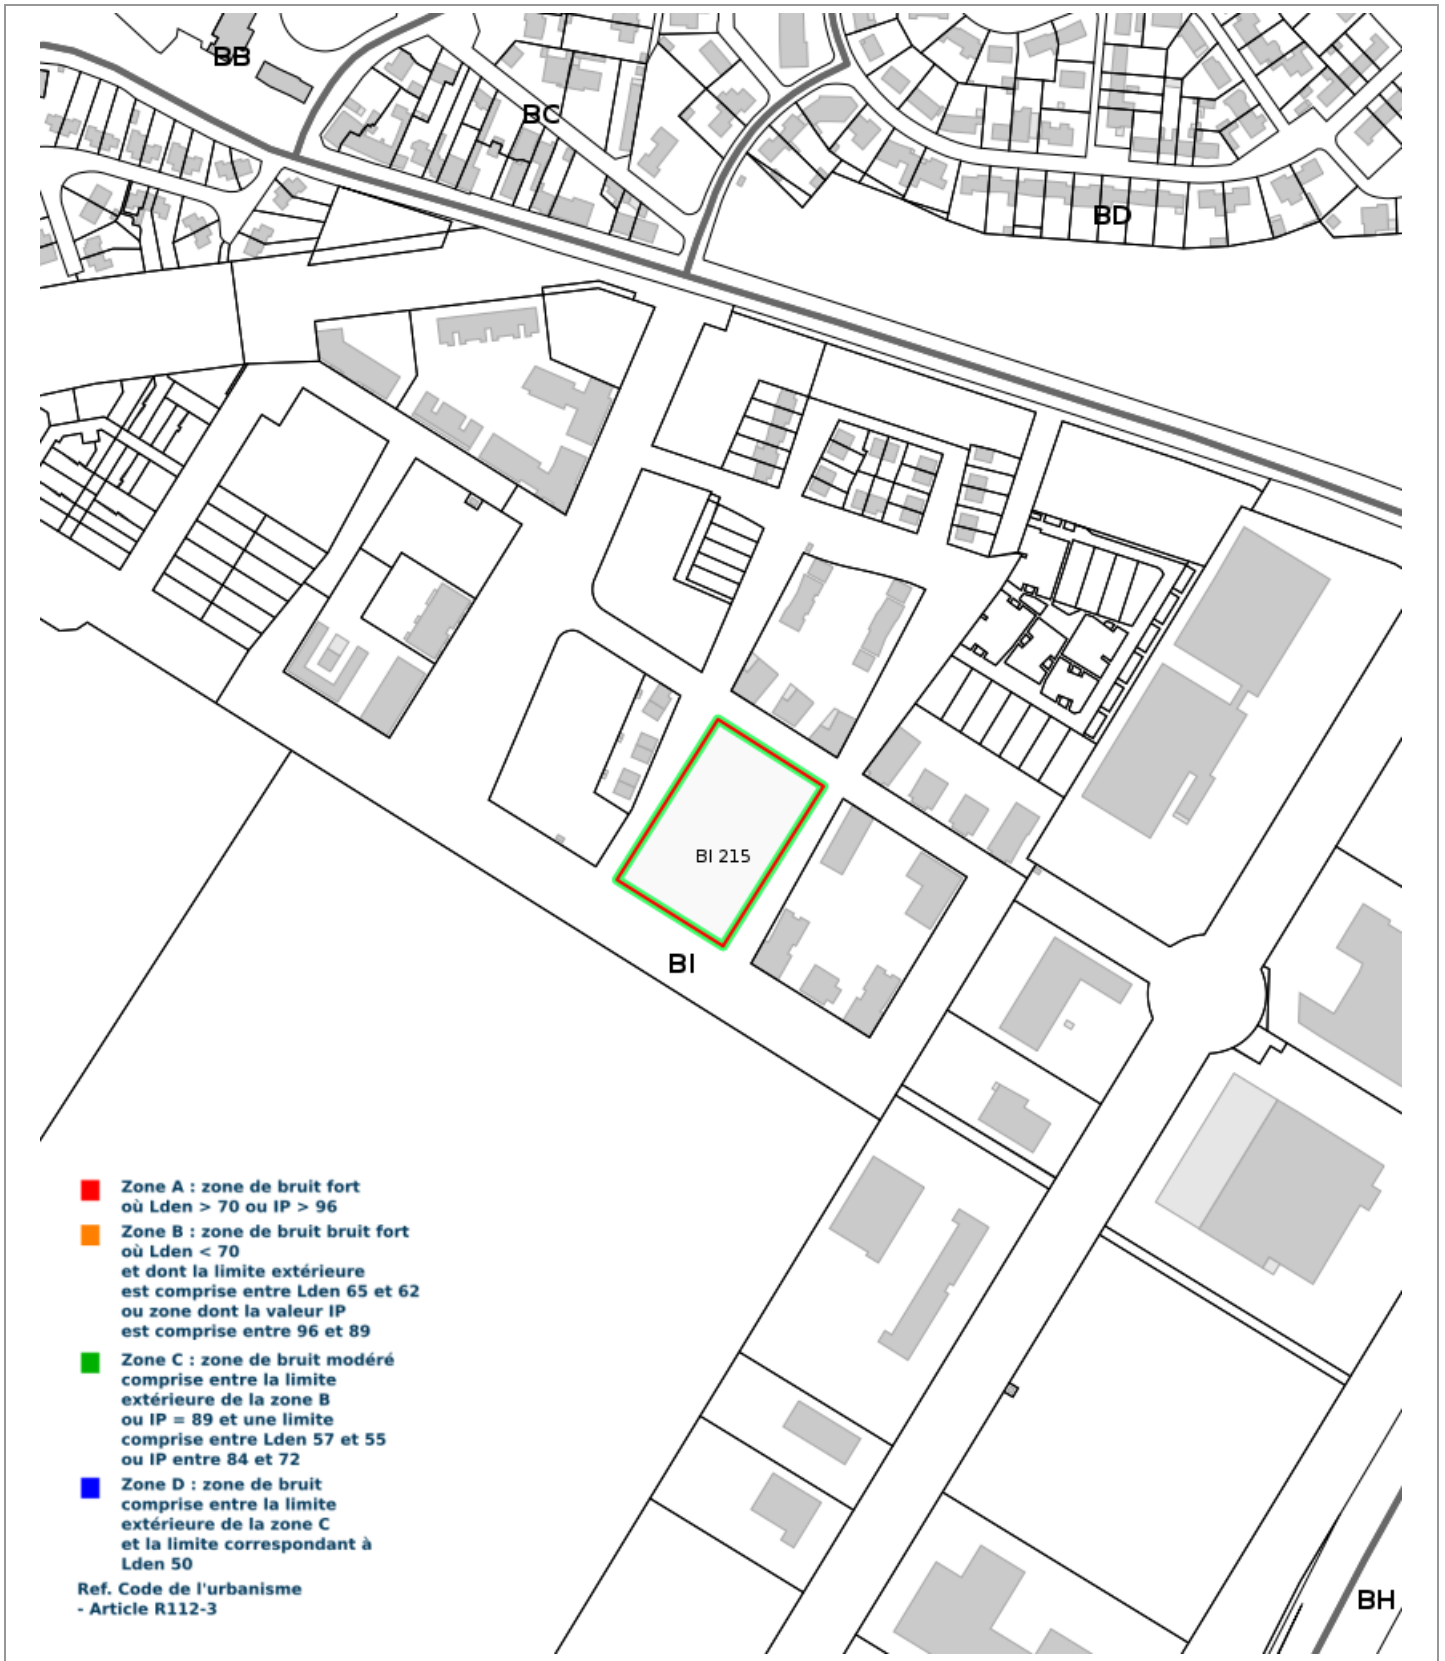 BB
BC
BD
BI 215
BI
Zone A : zone de bruit fort
où Lden > 70 ou IP > 96
Zone B : zone de bruit bruit fort
où Lden < 70
et dont la limite extérieure
est comprise entre Lden 65 et 62
ou zone dont la valeur IP
est comprise entre 96 et 89
Zone C : zone de bruit modéré
comprise entre la limite
extérieure de la zone B
ou IP = 89 et une limite
comprise entre Lden 57 et 55
ou IP entre 84 et 72
Zone D : zone de bruit
comprise entre la limite
extérieure de la zone C
et la limite correspondant à
Lden 50
Ref. Code de l'urbanisme
- Article R112-3
BH